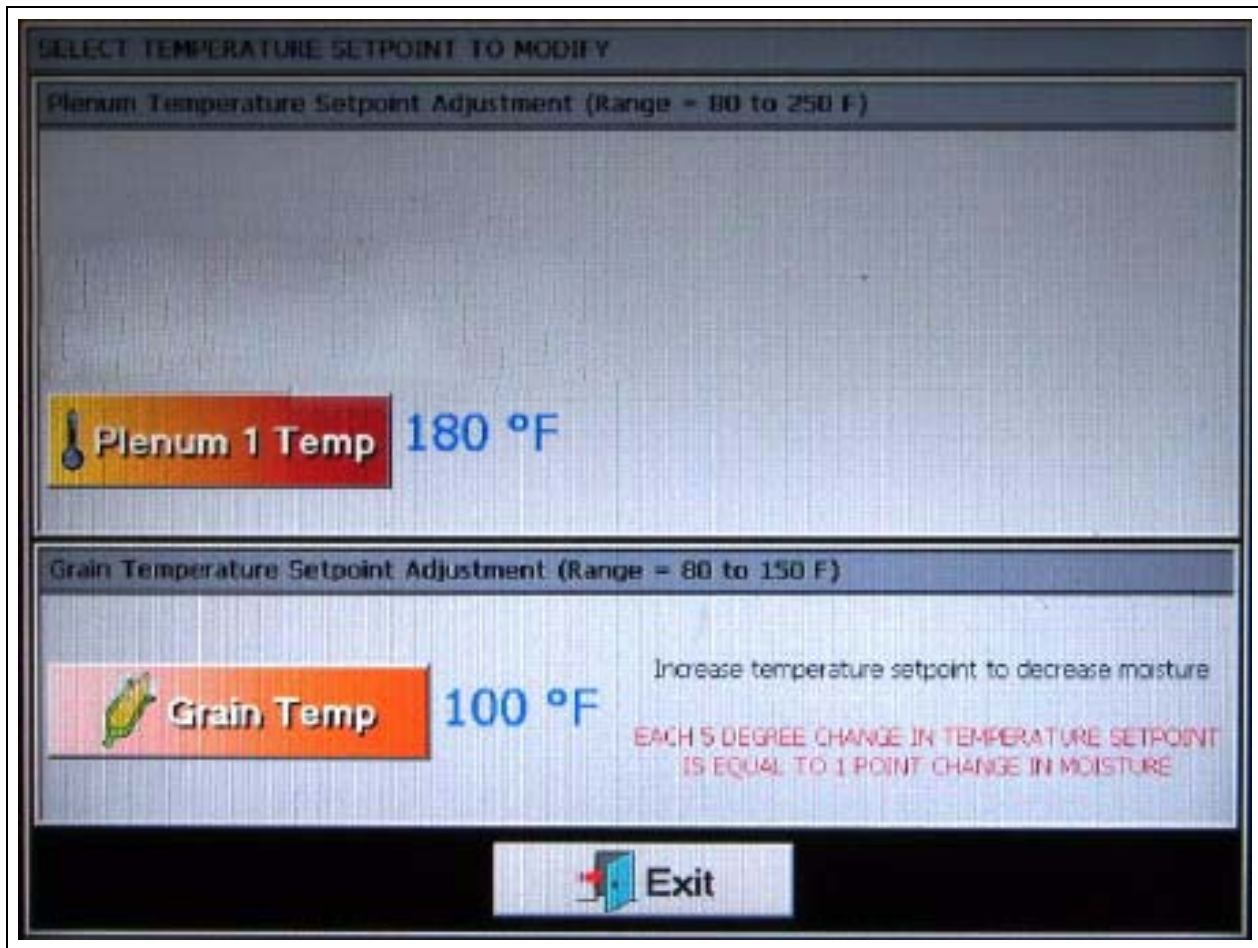 SELECT TEMPERATURE SETPOINT TO MODIFY
Plenum Temperature Setpoint Adjustment (Range = 80 to 250 F)
Plenum 1 Temp
180 °F
Grain Temperature Setpoint Adjustment (Range = 80 to 150 F)
Grain Temp
100 °F
Increase temperature setpoint to decrease moisture
EACH 5 DEGREE CHANGE IN TEMPERATURE SETPOINT
IS EQUAL TO 1 POINT CHANGE IN MOISTURE
Exit